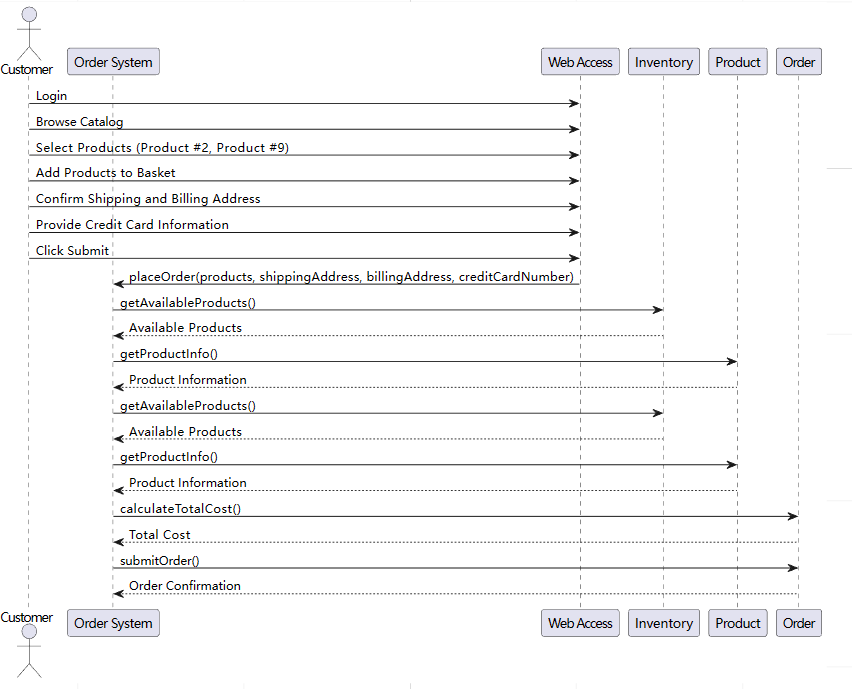 Customer
Order System
Web Access
Inventory
Product
Order
Login
Browse Catalog
Select Products (Product #2, Product #9)
Add Products to Basket
Confirm Shipping and Billing Address
Provide Credit Card Information
Click Submit
placeOrder(products, shippingAddress, billingAddress, creditCardNumber)
getAvailableProducts()
Available Products
getProductInfo()
Product Information
getAvailableProducts()
Available Products
getProductInfo()
Product Information
calculateTotalCost()
Total Cost
submitOrder()
Order Confirmation
Customer
Order System
Web Access
Inventory
Product
Order